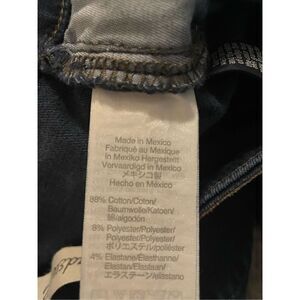 Made in Mexico
Fabriqué au Mexique
in Mexiko Hergestellt
Vervaardigd in Mexico
メキシコ製
Hecho en México
88% Cotton/Coton/
Baumwolle/Katoen/
綿/algodón
8% Polyester/Polyester/
Polyester/Polyester/
ポリエステル/poliéster
4% Elastane/Élasthanne/
Elastan/Elastaan/
エラステーン/elastano